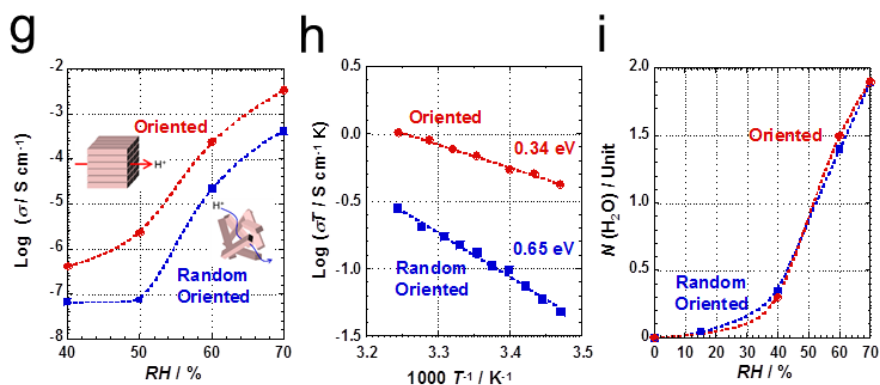 g
-2
-3
-4
-5
-6
-7
-8
40
50
60
70
Log (σ/ S cm⁻¹)
RH / %
Oriented
H⁺
H⁺
Random
Oriented
h
0.5
0.0
-0.5
-1.0
-1.5
3.2
3.3
3.4
3.5
Log (σT / S cm⁻¹ K)
1000 T⁻¹ / K⁻¹
Oriented
0.34 eV
0.65 eV
Random
Oriented
i
2.0
1.5
1.0
0.5
0.0
0
10
20
30
40
50
60
70
N (H₂O) / Unit
RH / %
Oriented
Random
Oriented